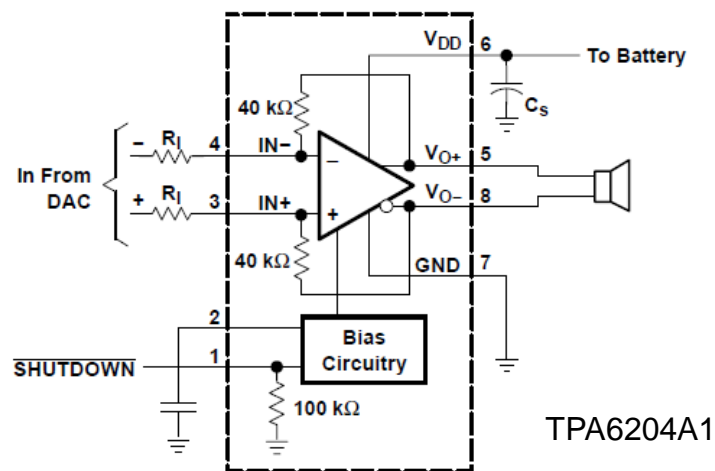 V_DD 6
To Battery
C_S
40 kΩ
− R_I 4 IN− −
V_O+ 5
In From
DAC
V_O− 8
+ R_I 3 IN+ +
40 kΩ
GND 7
2
Bias
Circuitry
1
SHUTDOWN
100 kΩ
TPA6204A1